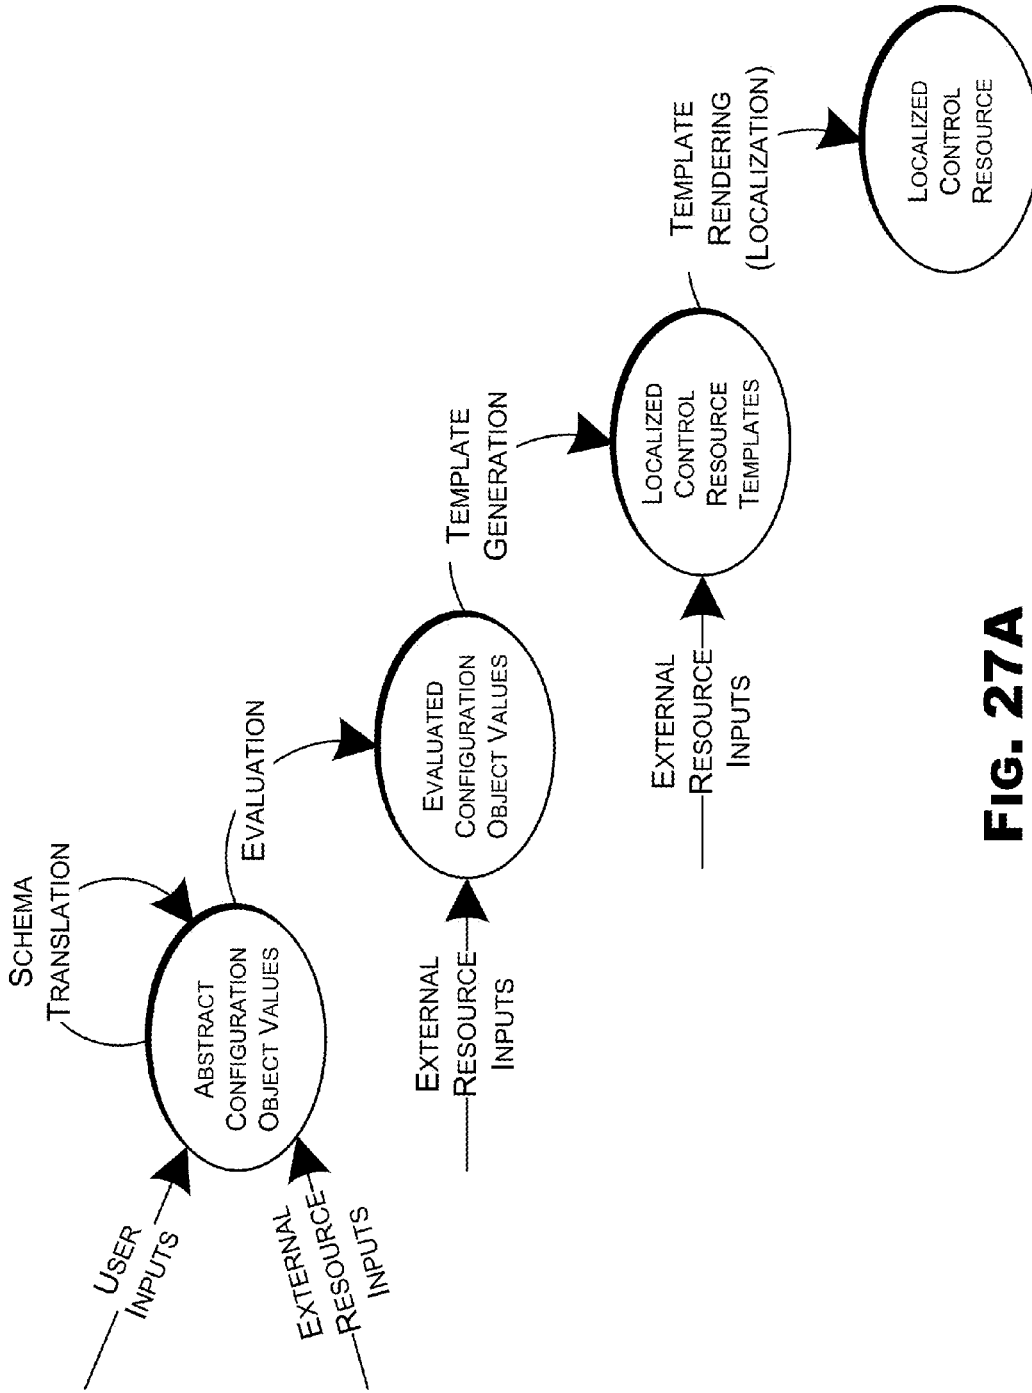 SCHEMA
TRANSLATION
USER
INPUTS
EXTERNAL
RESOURCE
INPUTS
ABSTRACT
CONFIGURATION
OBJECT VALUES
EVALUATION
EXTERNAL
RESOURCE
INPUTS
EVALUATED
CONFIGURATION
OBJECT VALUES
TEMPLATE
GENERATION
EXTERNAL
RESOURCE
INPUTS
LOCALIZED
CONTROL
RESOURCE
TEMPLATES
TEMPLATE
RENDERING
(LOCALIZATION)
LOCALIZED
CONTROL
RESOURCE
FIG. 27A